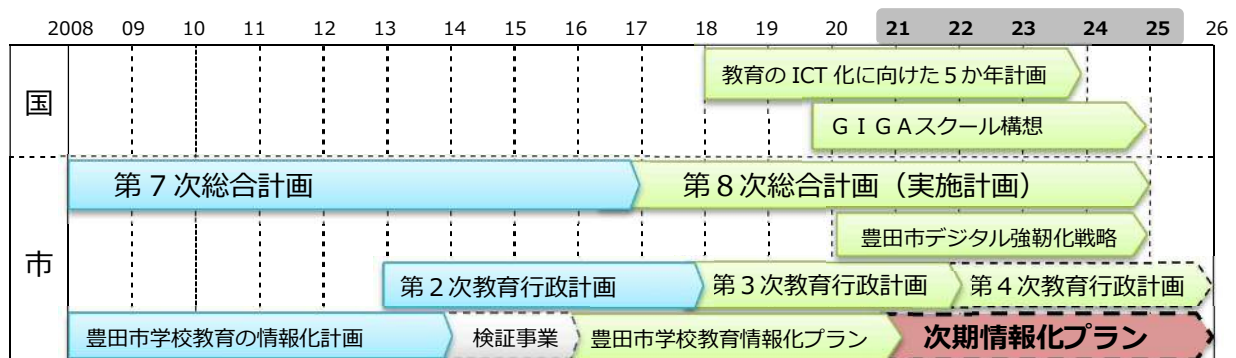 2008 09 10 11 12 13 14 15 16 17 18 19 20 21 22 23 24 25 26
国
教育の ICT 化に向けた５か年計画
ＧＩＧＡスクール構想
市
第７次総合計画 第８次総合計画（実施計画）
豊田市デジタル強靭化戦略
第２次教育行政計画 第３次教育行政計画 第４次教育行政計画
豊田市学校教育の情報化計画 検証事業 豊田市学校教育情報化プラン 次期情報化プラン